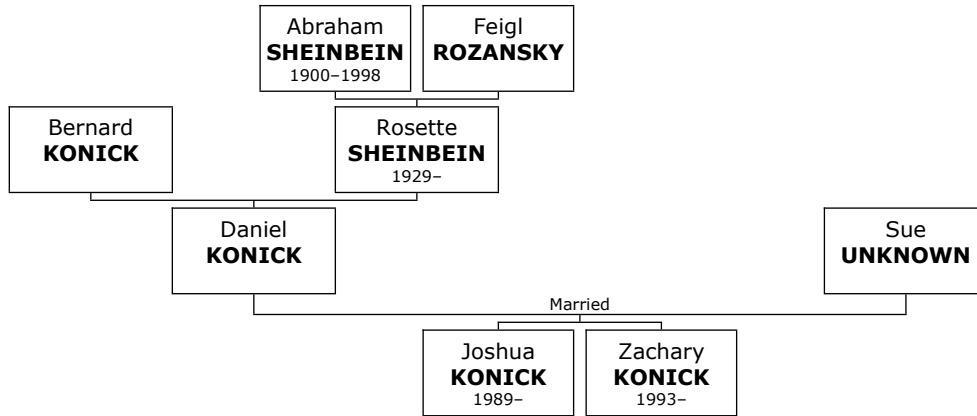 Abraham
SHEINBEIN
1900–1998
Feigl
ROZANSKY
Bernard
KONICK
Rosette
SHEINBEIN
1929–
Daniel
KONICK
Sue
UNKNOWN
Married
Joshua
KONICK
1989–
Zachary
KONICK
1993–